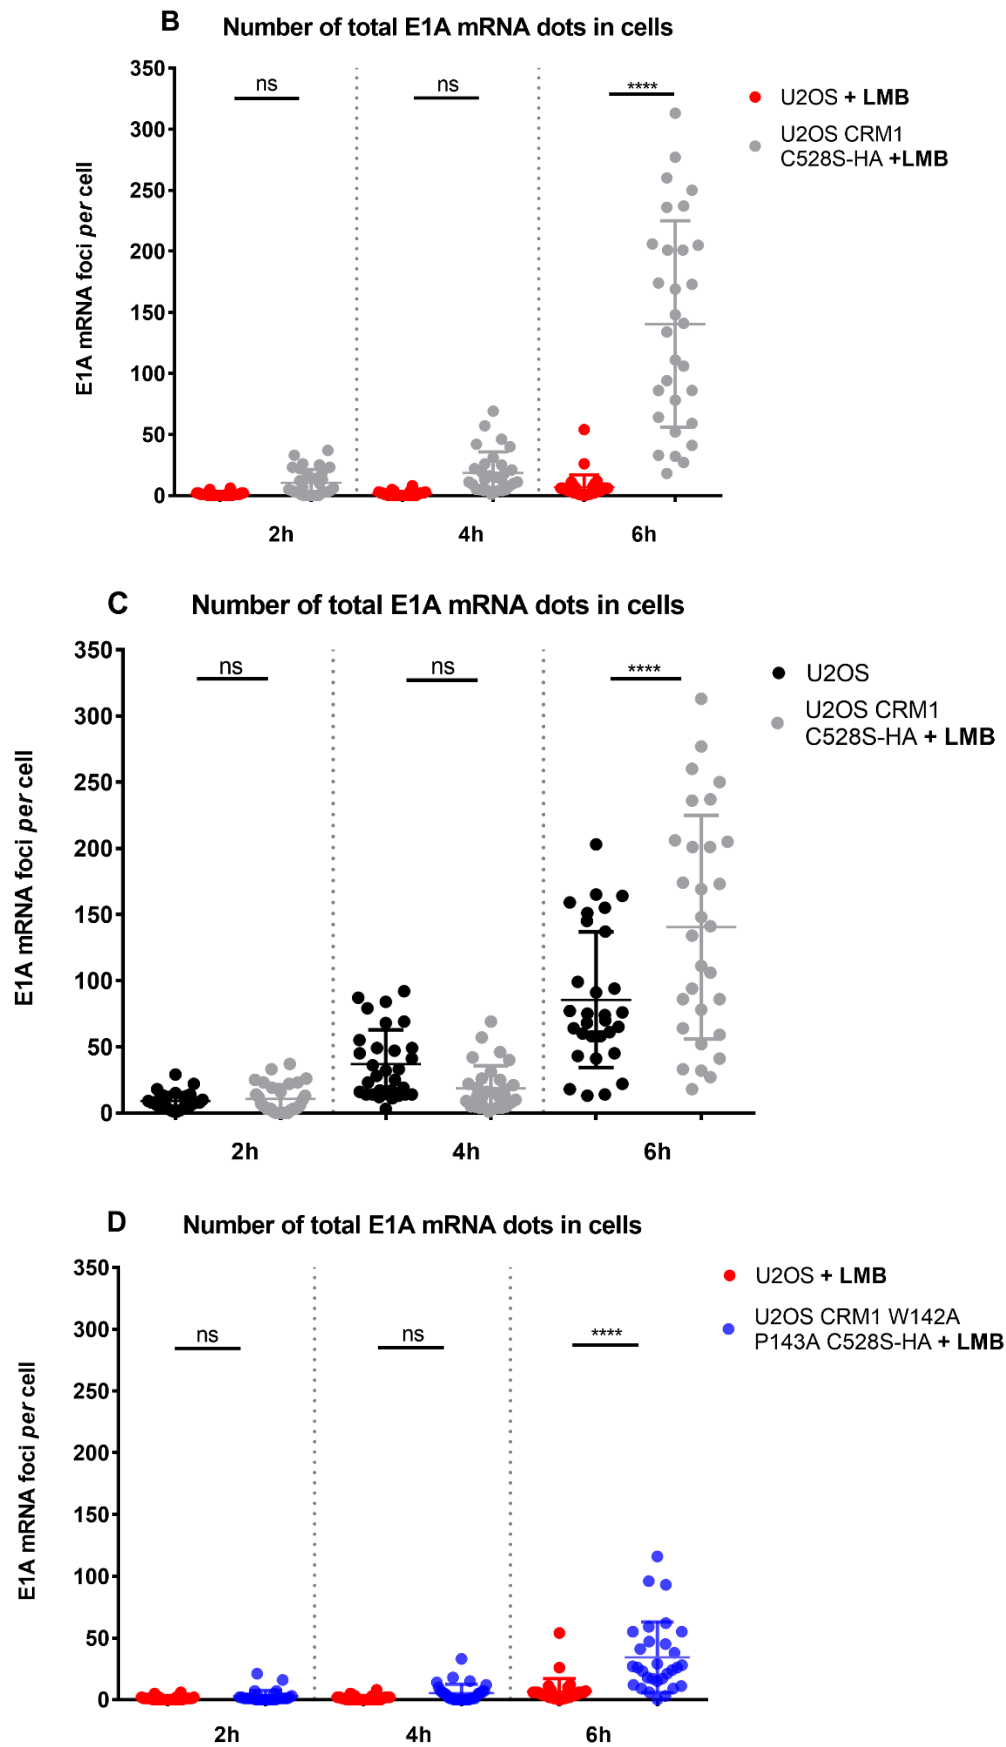 B Number of total E1A mRNA dots in cells
350
300
250
200
150
100
50
0
E1A mRNA foci per cell
ns
ns
****
U2OS + LMB
U2OS CRM1
C528S-HA +LMB
2h 4h 6h
C Number of total E1A mRNA dots in cells
350
300
250
200
150
100
50
0
E1A mRNA foci per cell
ns
ns
****
U2OS
U2OS CRM1
C528S-HA + LMB
2h 4h 6h
D Number of total E1A mRNA dots in cells
350
300
250
200
150
100
50
0
E1A mRNA foci per cell
ns
ns
****
U2OS + LMB
U2OS CRM1 W142A
P143A C528S-HA + LMB
2h 4h 6h